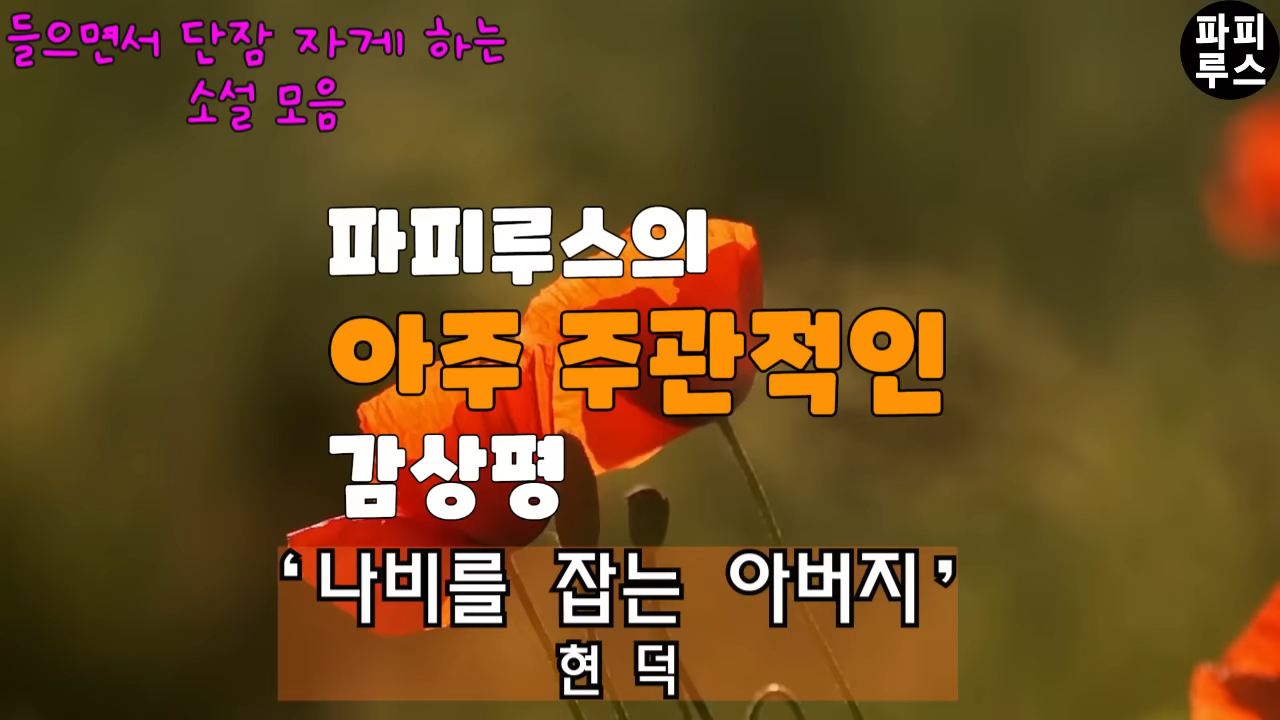 들으면서 단잠 자게 하는
소설 모음
파피
루스
파피루스의
아주 주관적인
감상평
‘나비를 잡는 아버지’
현 덕